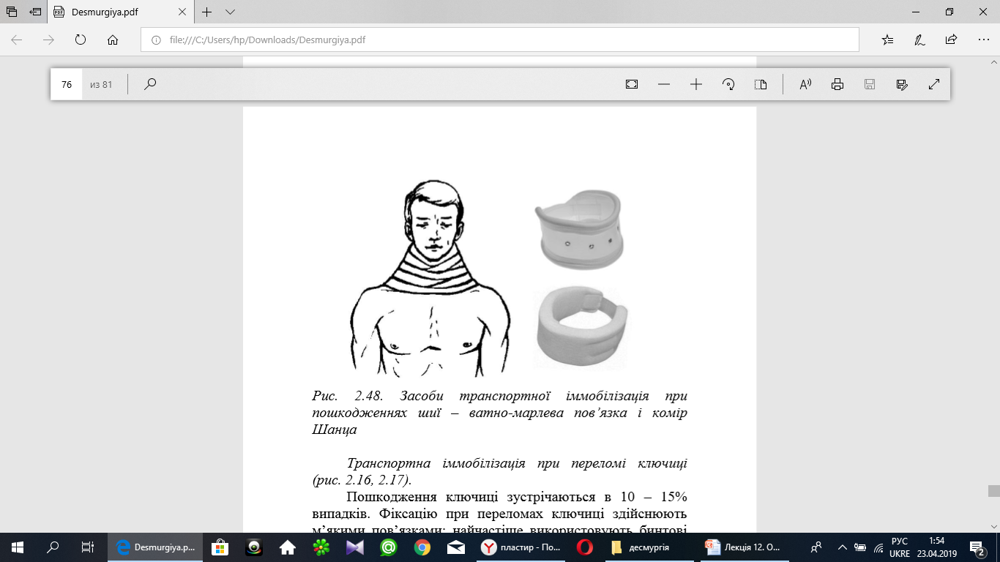 Desmurgiya.pdf
file:///C:/Users/hp/Downloads/Desmurgiya.pdf
76 из 81
Рис. 2.48. Засоби транспортної іммобілізація при
пошкодженнях шиї – ватно-марлева пов’язка і комір
Шанца
Транспортна іммобілізація при переломі ключиці
(рис. 2.16, 2.17).
Пошкодження ключиці зустрічаються в 10 – 15%
випадків. Фіксацію при переломах ключиці здійснюють
м’якими пов’язками: найчастіше використовують бинтові
Desmurgiya.p...
пластир - По...
десмургія
Лекція 12. О...
РУС
UKRE
1:54
23.04.2019
2